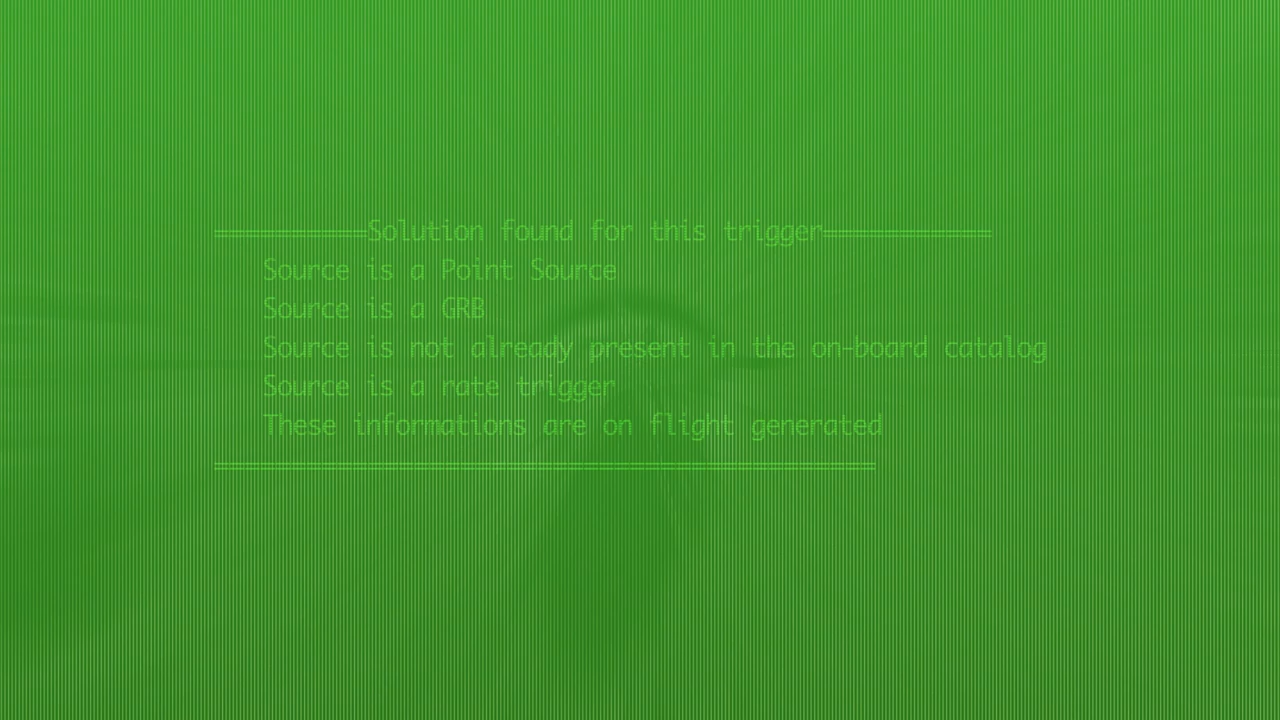 ==========Solution found for this trigger===========
Source is a Point Source
Source is a GRB
Source is not already present in the on-board catalog
Source is a rate trigger
These informations are on flight generated
===========================================